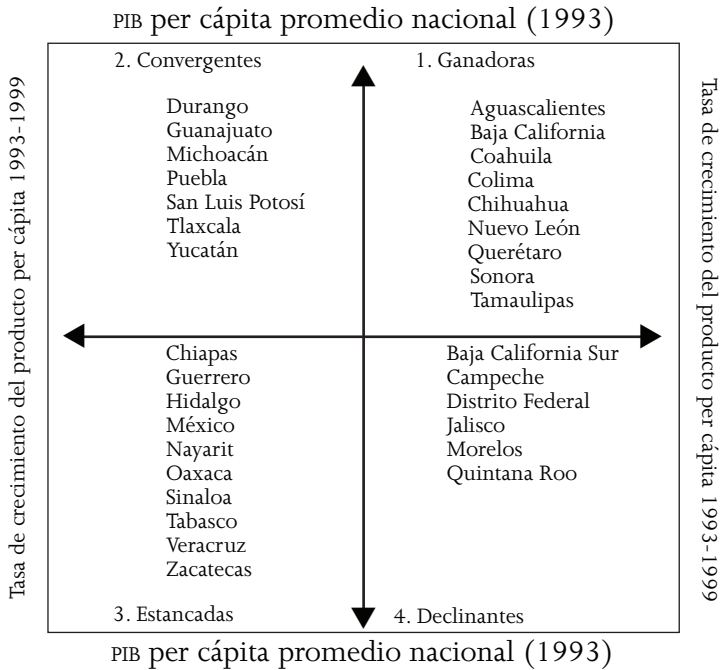 PIB per cápita promedio nacional (1993)
Tasa de crecimiento del producto per cápita 1993-1999
2. Convergentes
Durango
Guanajuato
Michoacán
Puebla
San Luis Potosí
Tlaxcala
Yucatán
1. Ganadoras
Aguascalientes
Baja California
Coahuila
Colima
Chihuahua
Nuevo León
Querétaro
Sonora
Tamaulipas
Tasa de crecimiento del producto per cápita 1993-1999
Chiapas
Guerrero
Hidalgo
México
Nayarit
Oaxaca
Sinaloa
Tabasco
Veracruz
Zacatecas
3. Estancadas
Baja California Sur
Campeche
Distrito Federal
Jalisco
Morelos
Quintana Roo
4. Declinantes
PIB per cápita promedio nacional (1993)